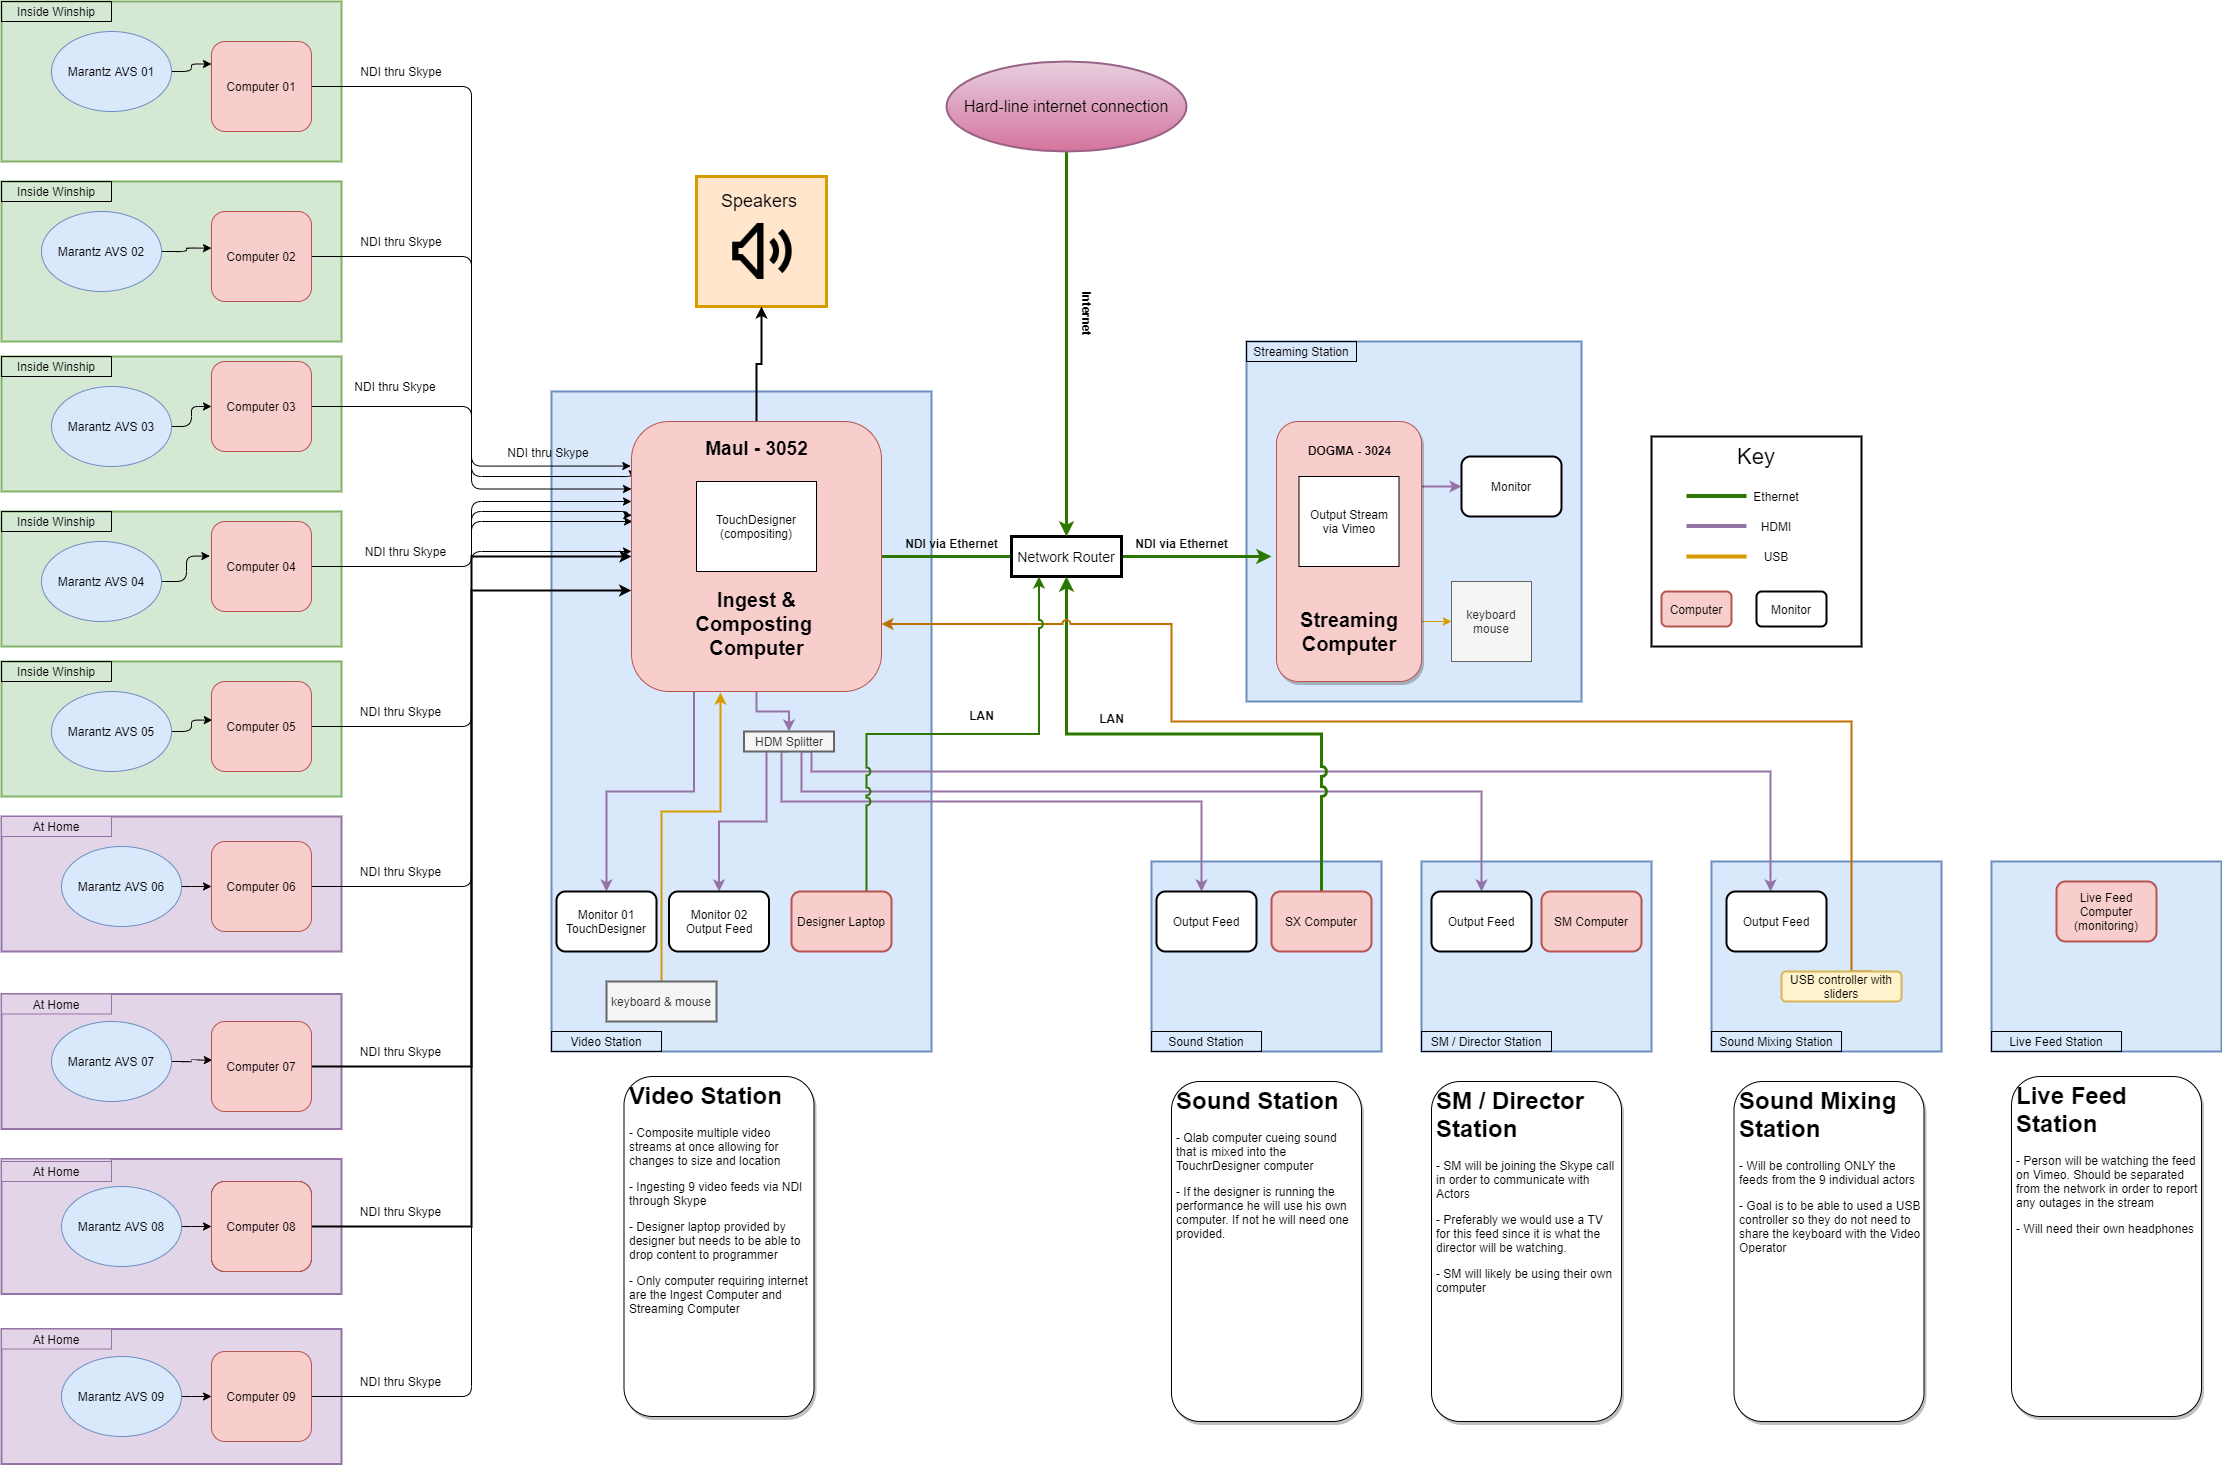 Inside Winship
Marantz AVS 01
Computer 01
NDI thru Skype
Inside Winship
Marantz AVS 02
Computer 02
NDI thru Skype
Inside Winship
Marantz AVS 03
Computer 03
NDI thru Skype
Inside Winship
Marantz AVS 04
Computer 04
NDI thru Skype
Inside Winship
Marantz AVS 05
Computer 05
NDI thru Skype
At Home
Marantz AVS 06
Computer 06
NDI thru Skype
At Home
Marantz AVS 07
Computer 07
NDI thru Skype
At Home
Marantz AVS 08
Computer 08
NDI thru Skype
At Home
Marantz AVS 09
Computer 09
NDI thru Skype
NDI thru Skype
Speakers
Maul - 3052
TouchDesigner
(compositing)
Ingest &
Composting
Computer
HDM Splitter
Monitor 01
TouchDesigner
Monitor 02
Output Feed
Designer Laptop
keyboard & mouse
Video Station
Hard-line internet connection
Internet
NDI via Ethernet
Network Router
NDI via Ethernet
LAN
LAN
Streaming Station
DOGMA - 3024
Output Stream
via Vimeo
Streaming
Computer
Monitor
keyboard
mouse
Key
Ethernet
HDMI
USB
Computer
Monitor
Output Feed
SX Computer
Sound Station
Output Feed
SM Computer
SM / Director Station
Output Feed
USB controller with
sliders
Sound Mixing Station
Live Feed
Computer
(monitoring)
Live Feed Station
Video Station
- Composite multiple video
streams at once allowing for
changes to size and location
- Ingesting 9 video feeds via NDI
through Skype
- Designer laptop provided by
designer but needs to be able to
drop content to programmer
- Only computer requiring internet
are the Ingest Computer and
Streaming Computer
Sound Station
- Qlab computer cueing sound
that is mixed into the
TouchrDesigner computer
- If the designer is running the
performance he will use his own
computer. If not he will need one
provided.
SM / Director
Station
- SM will be joining the Skype call
in order to communicate with
Actors
- Preferably we would use a TV
for this feed since it is what the
director will be watching.
- SM will likely be using their own
computer
Sound Mixing
Station
- Will be controlling ONLY the
feeds from the 9 individual actors
- Goal is to be able to used a USB
controller so they do not need to
share the keyboard with the Video
Operator
Live Feed
Station
- Person will be watching the feed
on Vimeo. Should be separated
from the network in order to report
any outages in the stream
- Will need their own headphones